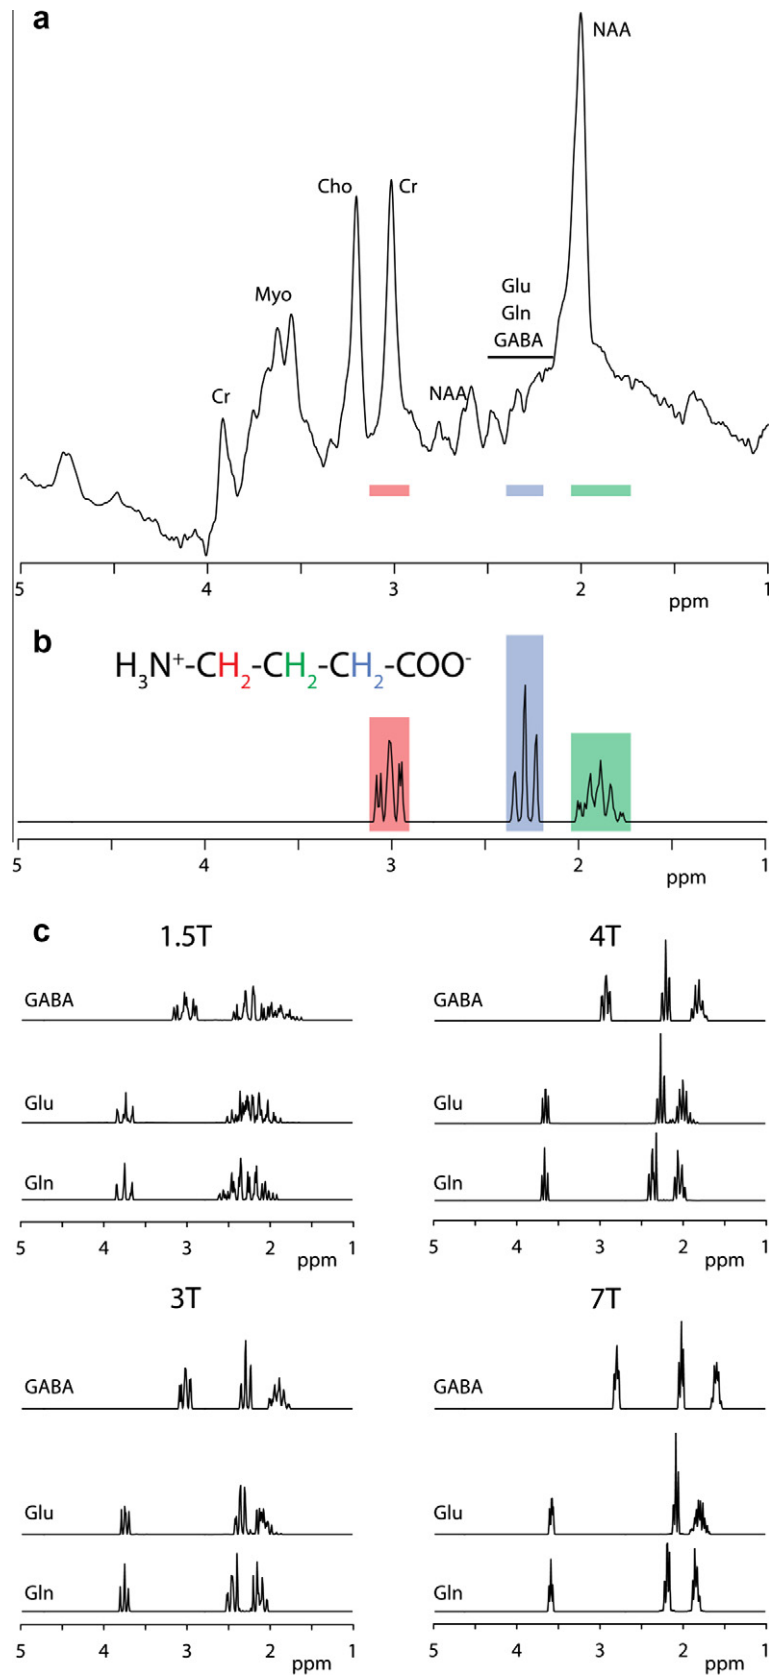 a
NAA
Cho
Cr
Glu
Myo
Gln
GABA
Cr
NAA
5 4 3 2 1
ppm
b
H₃N⁺-CH₂-CH₂-CH₂-COO⁻
5 4 3 2 1
ppm
c
1.5T
GABA
Glu
Gln
5 4 3 2 1
ppm
4T
GABA
Glu
Gln
5 4 3 2 1
ppm
3T
GABA
Glu
Gln
5 4 3 2 1
ppm
7T
GABA
Glu
Gln
5 4 3 2 1
ppm